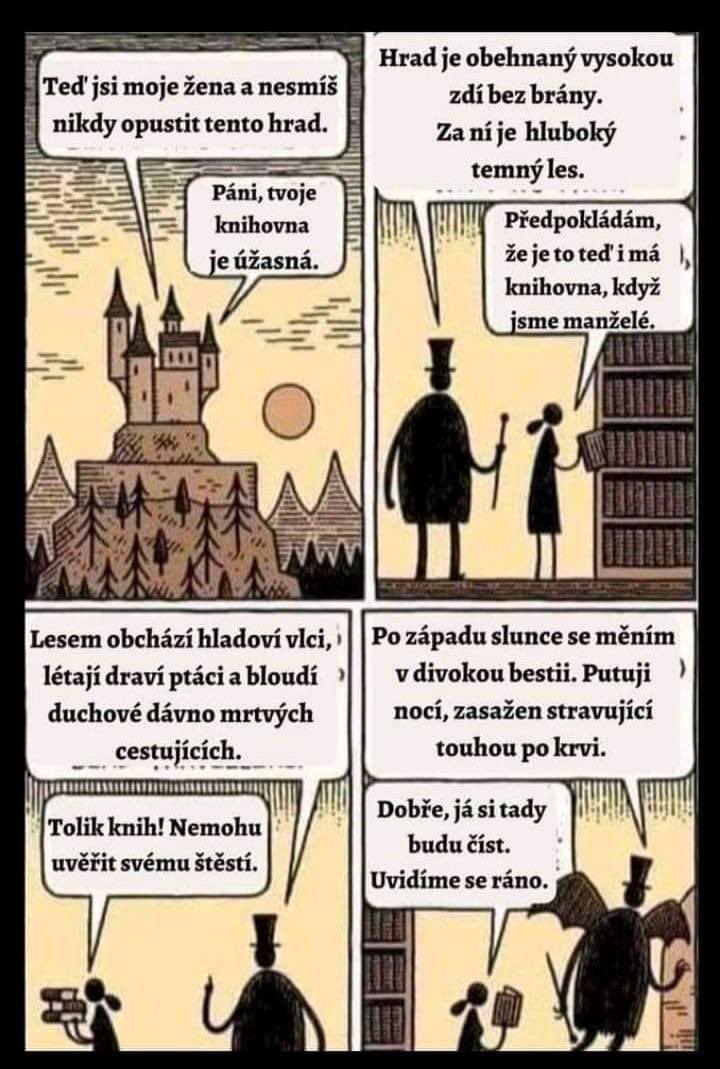 Teď jsi moje žena a nesmíš
nikdy opustit tento hrad.
Páni, tvoje
knihovna
je úžasná.
Hrad je obehnaný vysokou
zdí bez brány.
Za ní je hluboký
temný les.
Předpokládám,
že je to teď i má
knihovna, když
jsme manželé.
Lesem obchází hladoví vlci,
létají draví ptáci a bloudí
duchové dávno mrtvých
cestujících.
Tolik knih! Nemohu
uvěřit svému štěstí.
Po západu slunce se měním
v divokou bestii. Putuji
nocí, zasažen stravující
touhou po krvi.
Dobře, já si tady
budu číst.
Uvidíme se ráno.